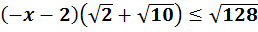 (−x − 2)(√2 + √10) ≤ √128